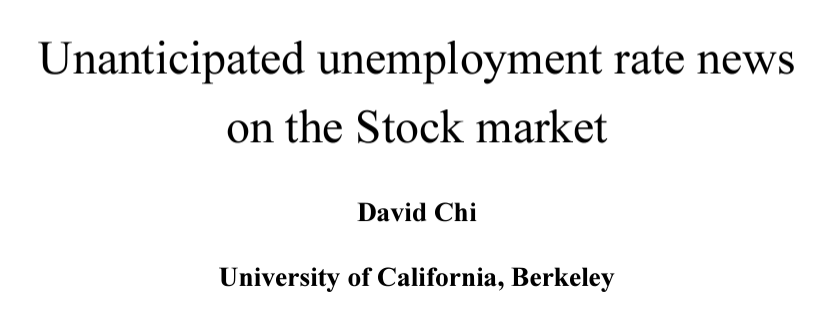 Unanticipated unemployment rate news
on the Stock market
David Chi
University of California, Berkeley